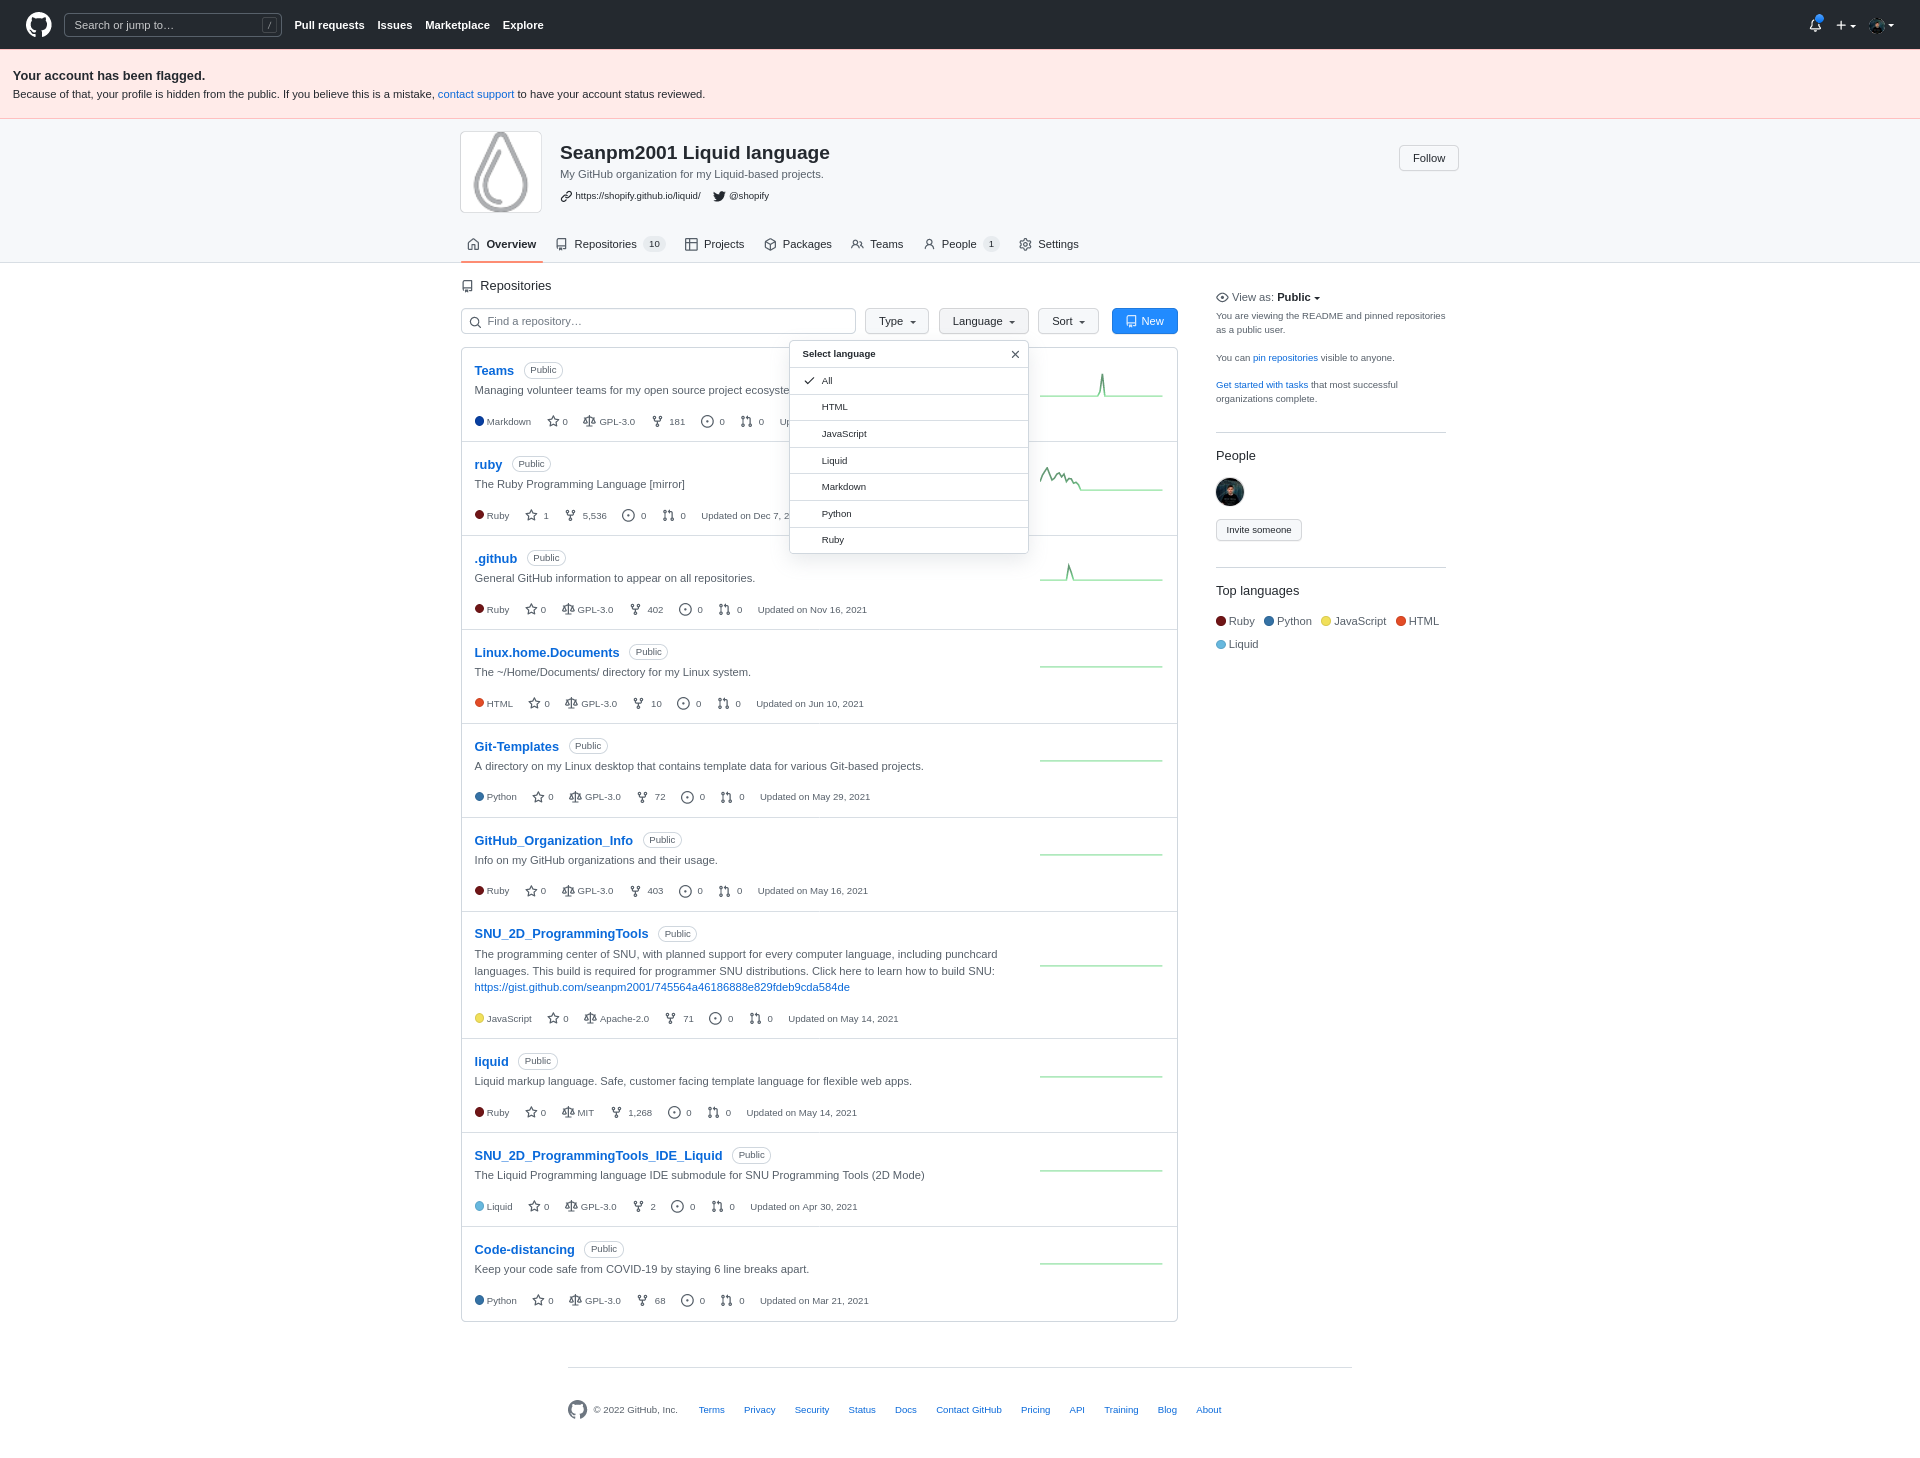 Search or jump to…
/
Pull requests
Issues
Marketplace
Explore
Your account has been flagged.
Because of that, your profile is hidden from the public. If you believe this is a mistake, contact support to have your account status reviewed.
Seanpm2001 Liquid language
Follow
My GitHub organization for my Liquid-based projects.
https://shopify.github.io/liquid/ @shopify
Overview
Repositories 10
Projects
Packages
Teams
People 1
Settings
Repositories
Find a repository…
Type
Language
Sort
New
Select language
All
HTML
JavaScript
Liquid
Markdown
Python
Ruby
Teams Public
Managing volunteer teams for my open source project ecosyste
Markdown 0 GPL-3.0 181 0 0 Up
ruby Public
The Ruby Programming Language [mirror]
Ruby 1 5,536 0 0 Updated on Dec 7, 2
.github Public
General GitHub information to appear on all repositories.
Ruby 0 GPL-3.0 402 0 0 Updated on Nov 16, 2021
Linux.home.Documents Public
The ~/Home/Documents/ directory for my Linux system.
HTML 0 GPL-3.0 10 0 0 Updated on Jun 10, 2021
Git-Templates Public
A directory on my Linux desktop that contains template data for various Git-based projects.
Python 0 GPL-3.0 72 0 0 Updated on May 29, 2021
GitHub_Organization_Info Public
Info on my GitHub organizations and their usage.
Ruby 0 GPL-3.0 403 0 0 Updated on May 16, 2021
SNU_2D_ProgrammingTools Public
The programming center of SNU, with planned support for every computer language, including punchcard
languages. This build is required for programmer SNU distributions. Click here to learn how to build SNU:
https://gist.github.com/seanpm2001/745564a46186888e829fdeb9cda584de
JavaScript 0 Apache-2.0 71 0 0 Updated on May 14, 2021
liquid Public
Liquid markup language. Safe, customer facing template language for flexible web apps.
Ruby 0 MIT 1,268 0 0 Updated on May 14, 2021
SNU_2D_ProgrammingTools_IDE_Liquid Public
The Liquid Programming language IDE submodule for SNU Programming Tools (2D Mode)
Liquid 0 GPL-3.0 2 0 0 Updated on Apr 30, 2021
Code-distancing Public
Keep your code safe from COVID-19 by staying 6 line breaks apart.
Python 0 GPL-3.0 68 0 0 Updated on Mar 21, 2021
View as: Public
You are viewing the README and pinned repositories
as a public user.
You can pin repositories visible to anyone.
Get started with tasks that most successful
organizations complete.
People
Invite someone
Top languages
Ruby Python JavaScript HTML
Liquid
© 2022 GitHub, Inc.
Terms
Privacy
Security
Status
Docs
Contact GitHub
Pricing
API
Training
Blog
About